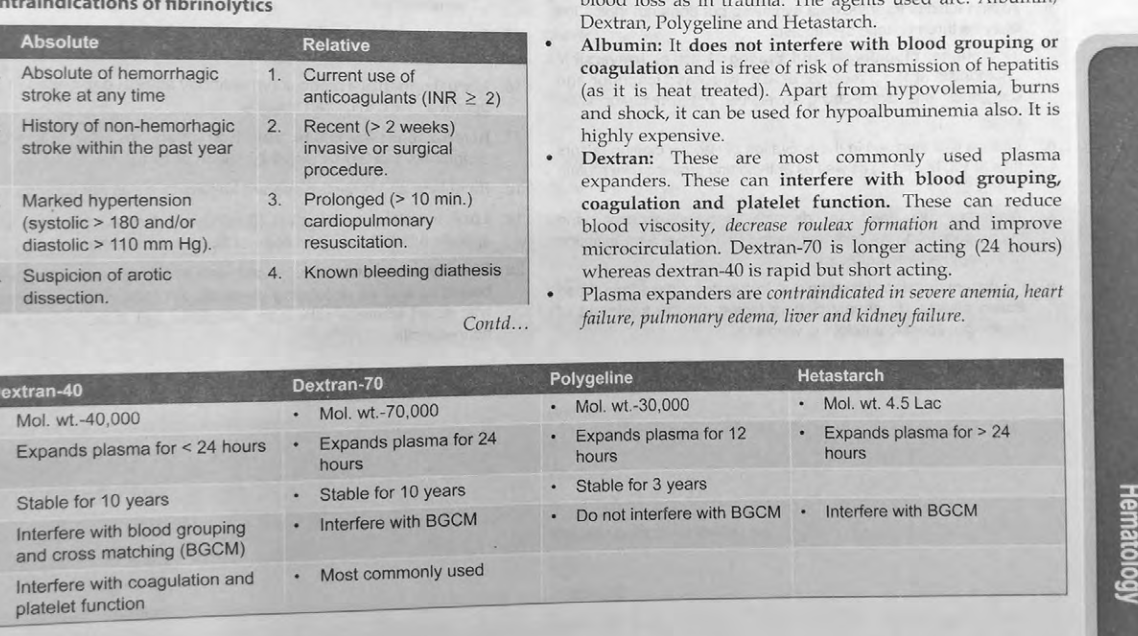 ntraindications of fibrinolytics
Absolute Relative
Absolute of hemorrhagic
stroke at any time
1. Current use of
anticoagulants (INR ≥ 2)
History of non-hemorhagic
stroke within the past year
2. Recent (> 2 weeks)
invasive or surgical
procedure.
Marked hypertension
(systolic > 180 and/or
diastolic > 110 mm Hg).
3. Prolonged (> 10 min.)
cardiopulmonary
resuscitation.
Suspicion of arotic
dissection.
4. Known bleeding diathesis
Contd...
blood loss as in trauma. The agents used are: Albumin,
Dextran, Polygeline and Hetastarch.
• Albumin: It does not interfere with blood grouping or
coagulation and is free of risk of transmission of hepatitis
(as it is heat treated). Apart from hypovolemia, burns
and shock, it can be used for hypoalbuminemia also. It is
highly expensive.
• Dextran: These are most commonly used plasma
expanders. These can interfere with blood grouping,
coagulation and platelet function. These can reduce
blood viscosity, decrease rouleax formation and improve
microcirculation. Dextran-70 is longer acting (24 hours)
whereas dextran-40 is rapid but short acting.
• Plasma expanders are contraindicated in severe anemia, heart
failure, pulmonary edema, liver and kidney failure.
extran-40 Dextran-70 Polygeline Hetastarch
Mol. wt.-40,000 • Mol. wt.-70,000 • Mol. wt.-30,000 • Mol. wt. 4.5 Lac
Expands plasma for < 24 hours • Expands plasma for 24 • Expands plasma for 12 • Expands plasma for > 24
hours hours hours
Stable for 10 years • Stable for 10 years • Stable for 3 years
Interfere with blood grouping • Interfere with BGCM • Do not interfere with BGCM • Interfere with BGCM
and cross matching (BGCM)
Interfere with coagulation and • Most commonly used
platelet function
Hematology